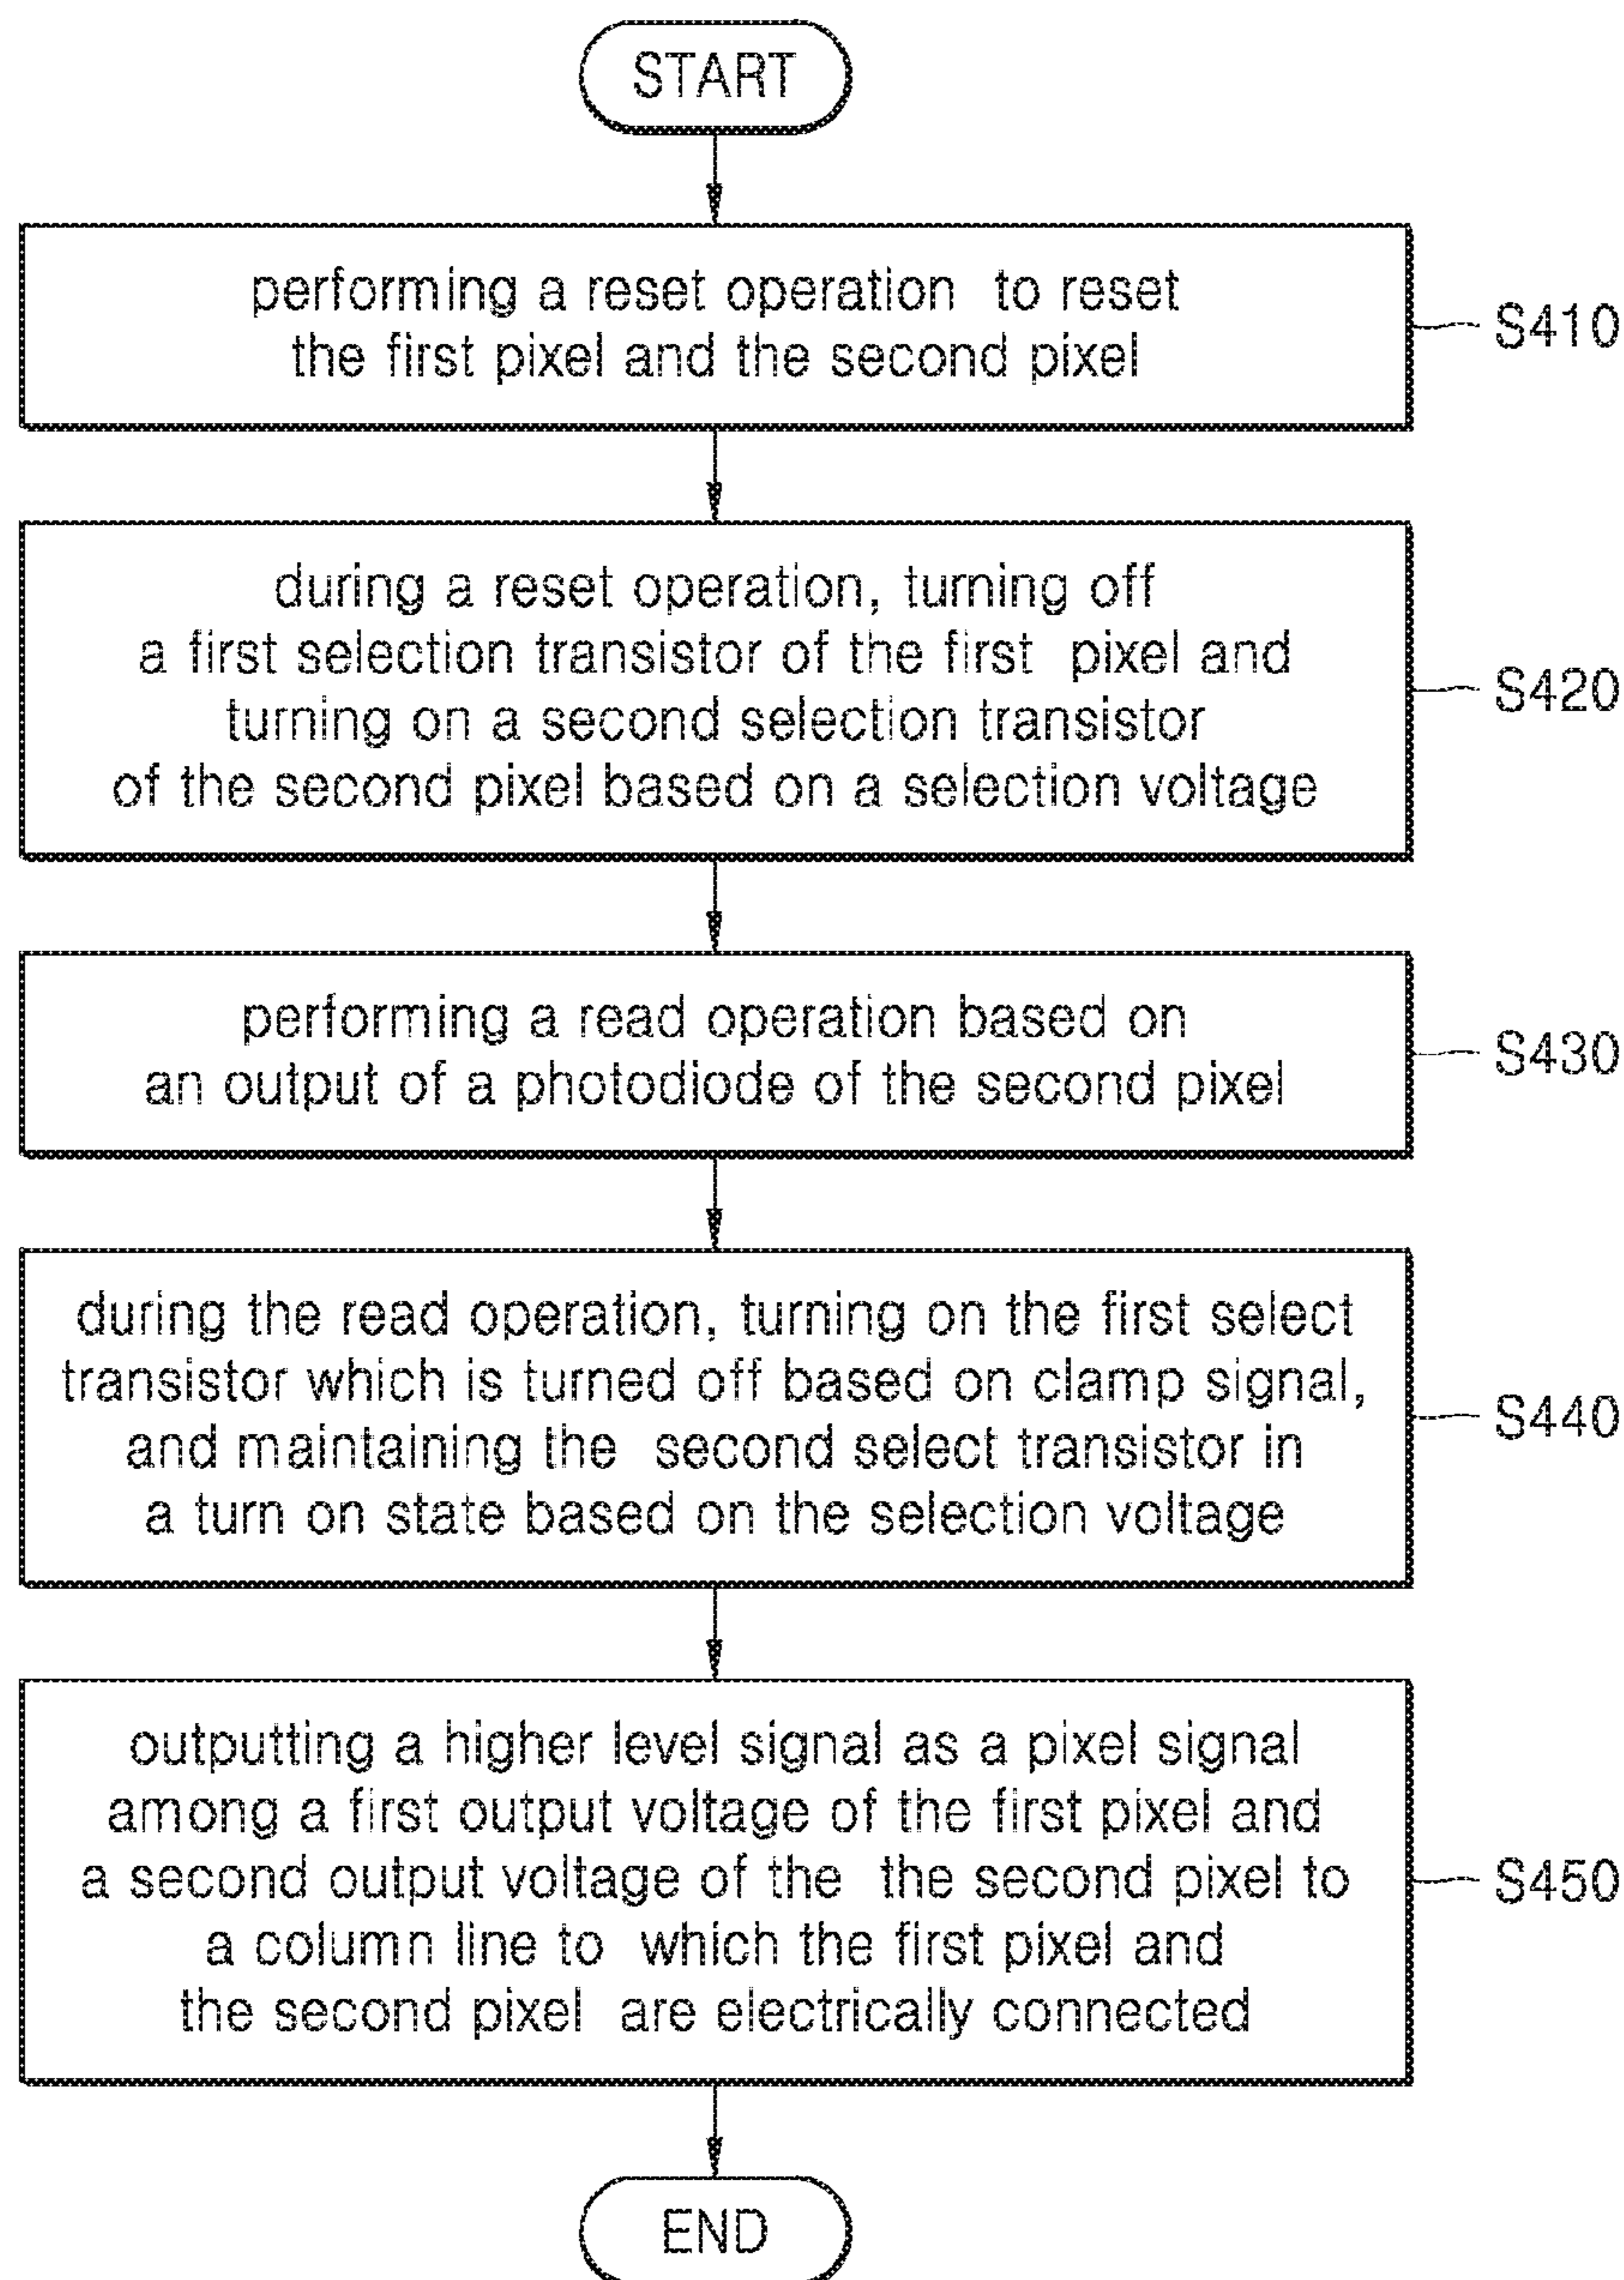 START
performing a reset operation to reset
the first pixel and the second pixel
S410
during a reset operation, turning off
a first selection transistor of the first pixel and
turning on a second selection transistor
of the second pixel based on a selection voltage
S420
performing a read operation based on
an output of a photodiode of the second pixel
S430
during the read operation, turning on the first select
transistor which is turned off based on clamp signal,
and maintaining the second select transistor in
a turn on state based on the selection voltage
S440
outputting a higher level signal as a pixel signal
among a first output voltage of the first pixel and
a second output voltage of the the second pixel to
a column line to which the first pixel and
the second pixel are electrically connected
S450
END